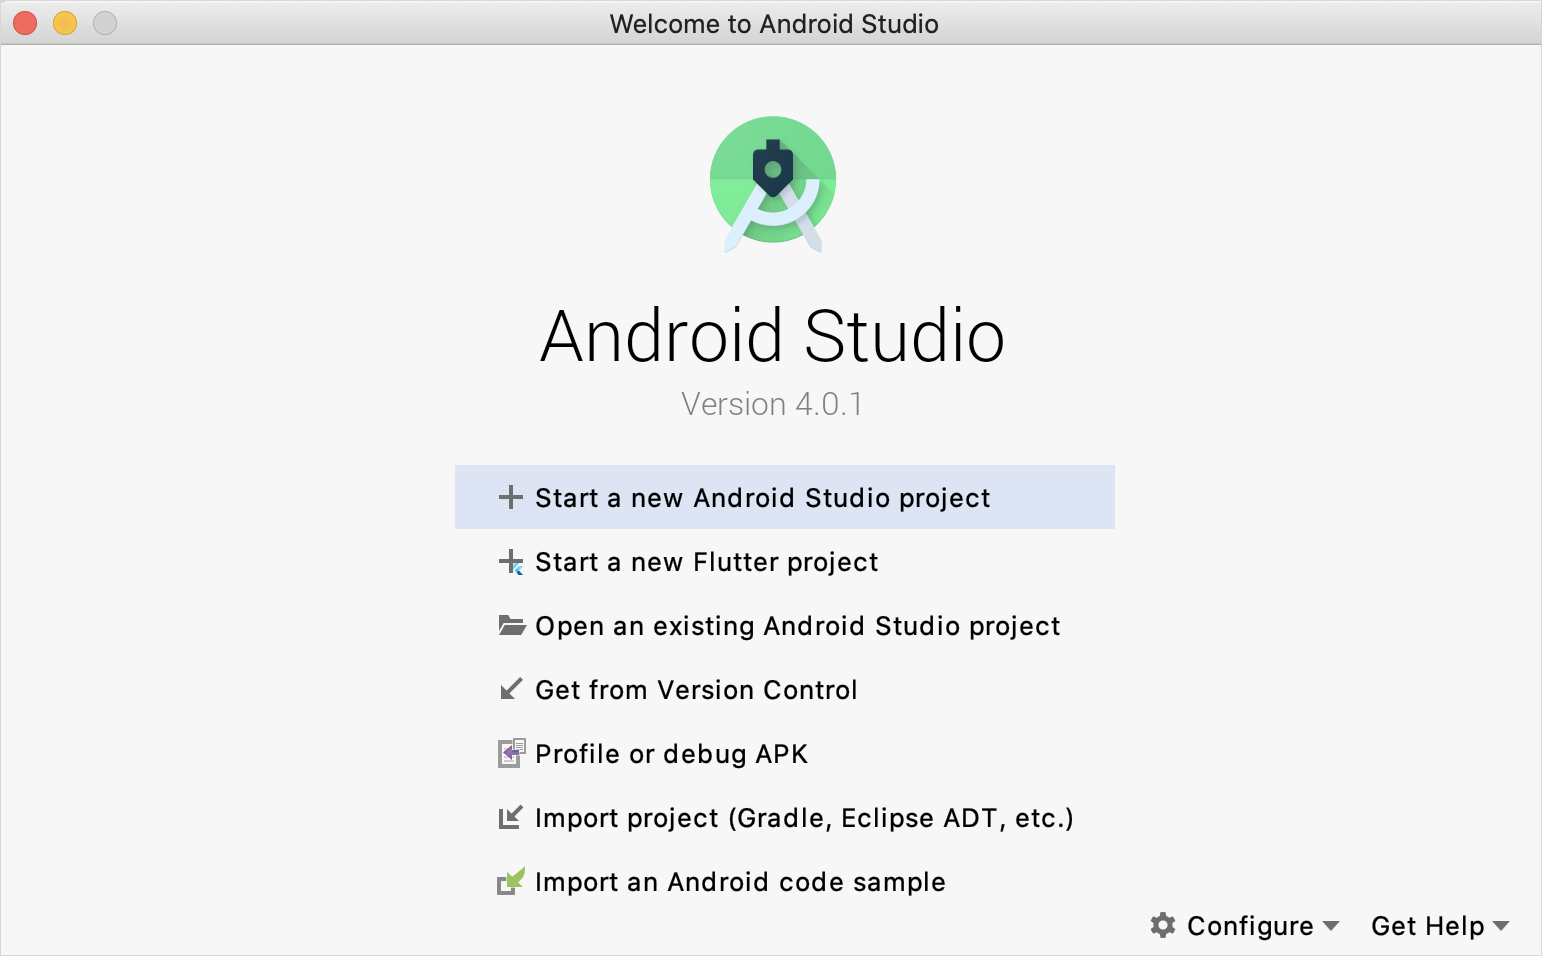 Welcome to Android Studio
Android Studio
Version 4.0.1
Start a new Android Studio project
Start a new Flutter project
Open an existing Android Studio project
Get from Version Control
Profile or debug APK
Import project (Gradle, Eclipse ADT, etc.)
Import an Android code sample
Configure
Get Help